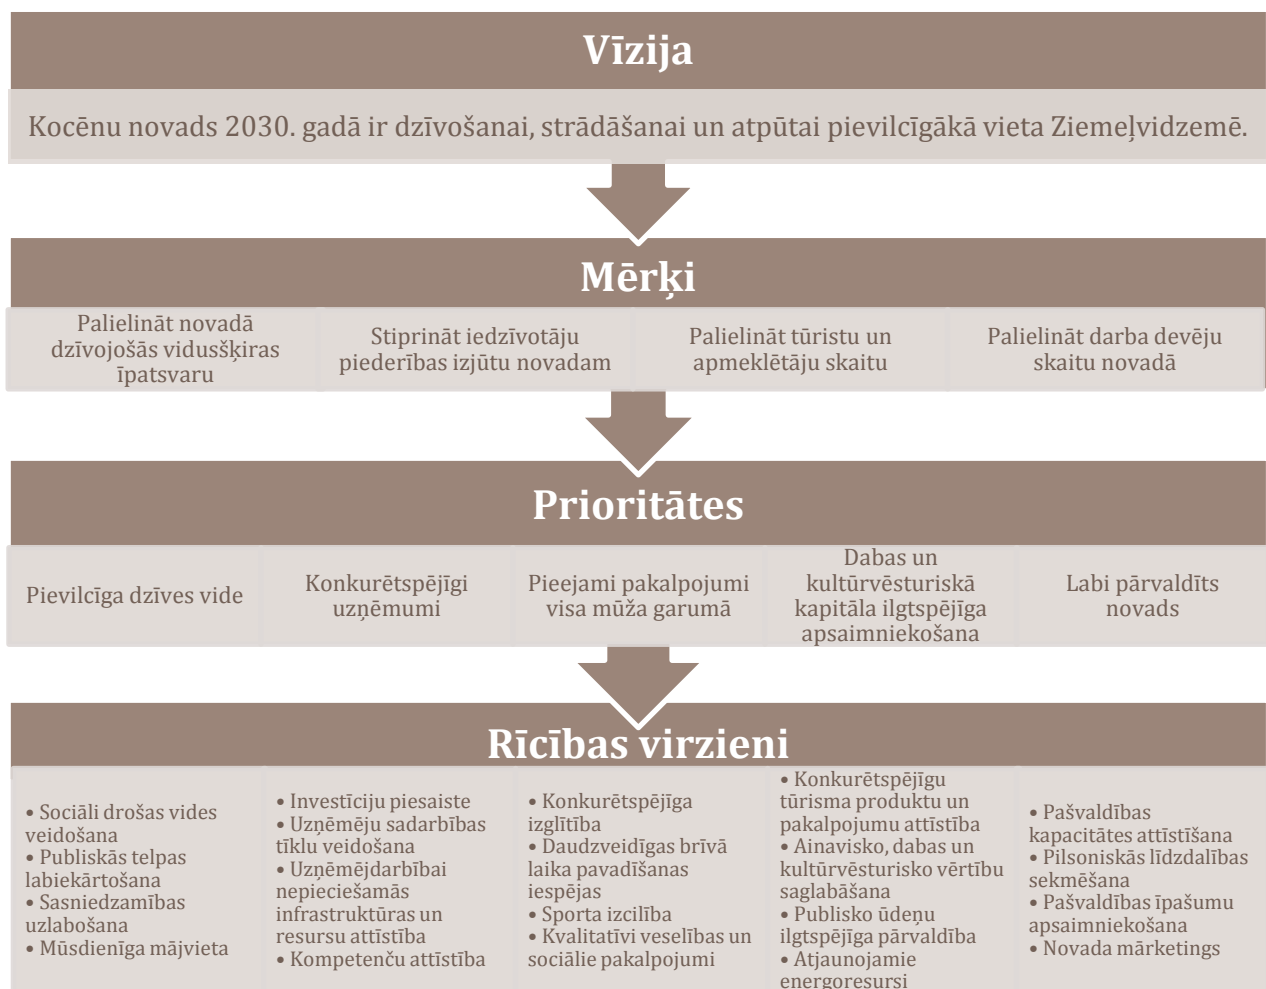 Vīzija
Kocēnu novads 2030. gadā ir dzīvošanai, strādāšanai un atpūtai pievilcīgākā vieta Ziemeļvidzemē.
Mērķi
Palielināt novadā
dzīvojošās vidusšķiras
īpatsvaru
Stiprināt iedzīvotāju
piederības izjūtu novadam
Palielināt tūristu un
apmeklētāju skaitu
Palielināt darba devēju
skaitu novadā
Prioritātes
Pievilcīga dzīves vide
Konkurētspējīgi
uzņēmumi
Pieejami pakalpojumi
visa mūža garumā
Dabas un
kultūrvēsturiskā
kapitāla ilgtspējīga
apsaimniekošana
Labi pārvaldīts
novads
Rīcības virzieni
• Sociāli drošas vides
veidošana
• Publiskās telpas
labiekārtošana
• Sasniedzamības
uzlabošana
• Mūsdienīga mājvieta
• Investīciju piesaiste
• Uzņēmēju sadarbības
tīklu veidošana
• Uzņēmējdarbībai
nepieciešamās
infrastruktūras un
resursu attīstība
• Kompetenču attīstība
• Konkurētspējīga
izglītība
• Daudzveidīgas brīvā
laika pavadīšanas
iespējas
• Sporta izcilība
• Kvalitatīvi veselības un
sociālie pakalpojumi
• Konkurētspējīgu
tūrisma produktu un
pakalpojumu attīstība
• Ainavisko, dabas un
kultūrvēsturisko vērtību
saglabāšana
• Publisko ūdeņu
ilgtspējīga pārvaldība
• Atjaunojamie
energoresursi
• Pašvaldības
kapacitātes attīstīšana
• Pilsoniskās līdzdalības
sekmēšana
• Pašvaldības īpašumu
apsaimniekošana
• Novada mārketings